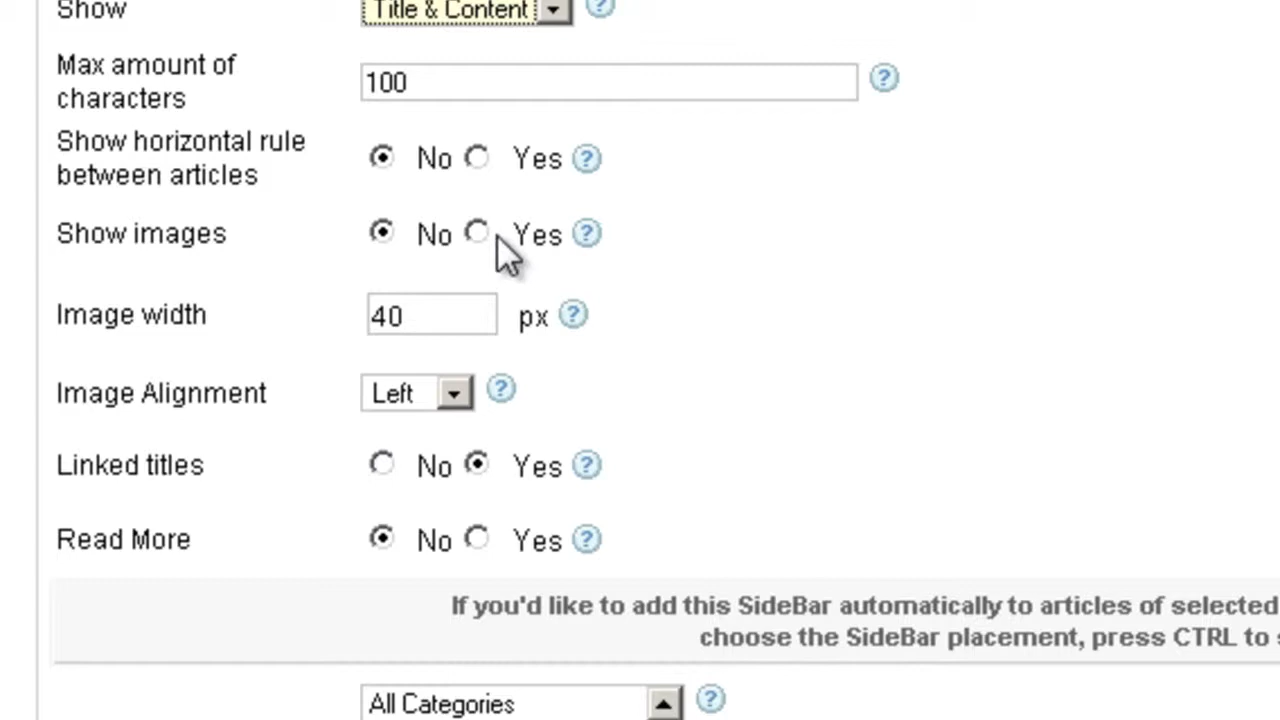 Show Title & Content ?
Max amount of
characters 100 ?
Show horizontal rule
between articles No Yes ?
Show images No Yes ?
Image width 40 px ?
Image Alignment Left ?
Linked titles No Yes ?
Read More No Yes ?
If you'd like to add this SideBar automatically to articles of selected
choose the SideBar placement, press CTRL to
All Categories ?